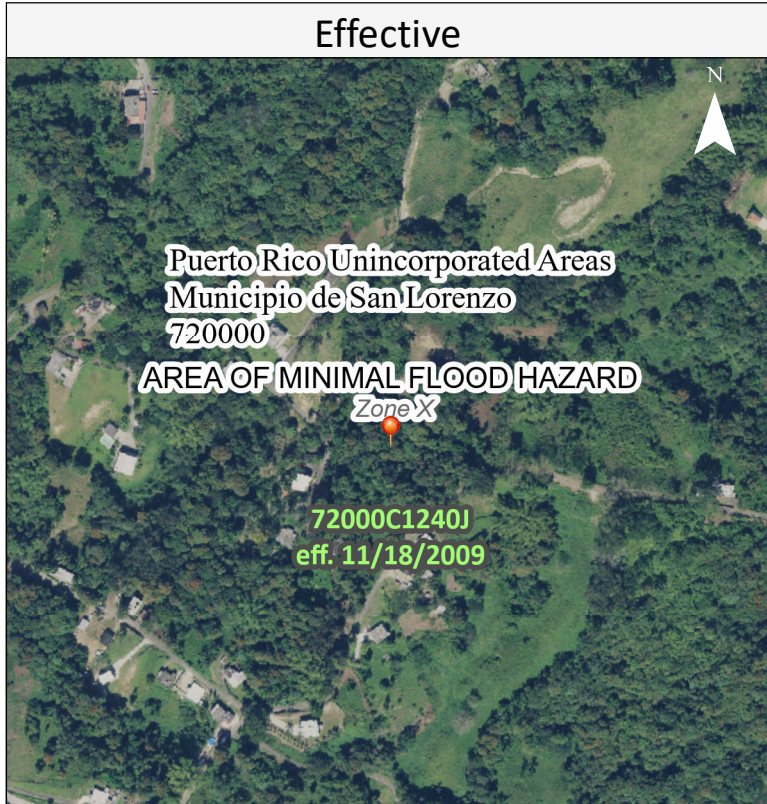 Effective
N
Puerto Rico Unincorporated Areas
Municipio de San Lorenzo
720000
AREA OF MINIMAL FLOOD HAZARD
Zone X
72000C1240J
eff. 11/18/2009